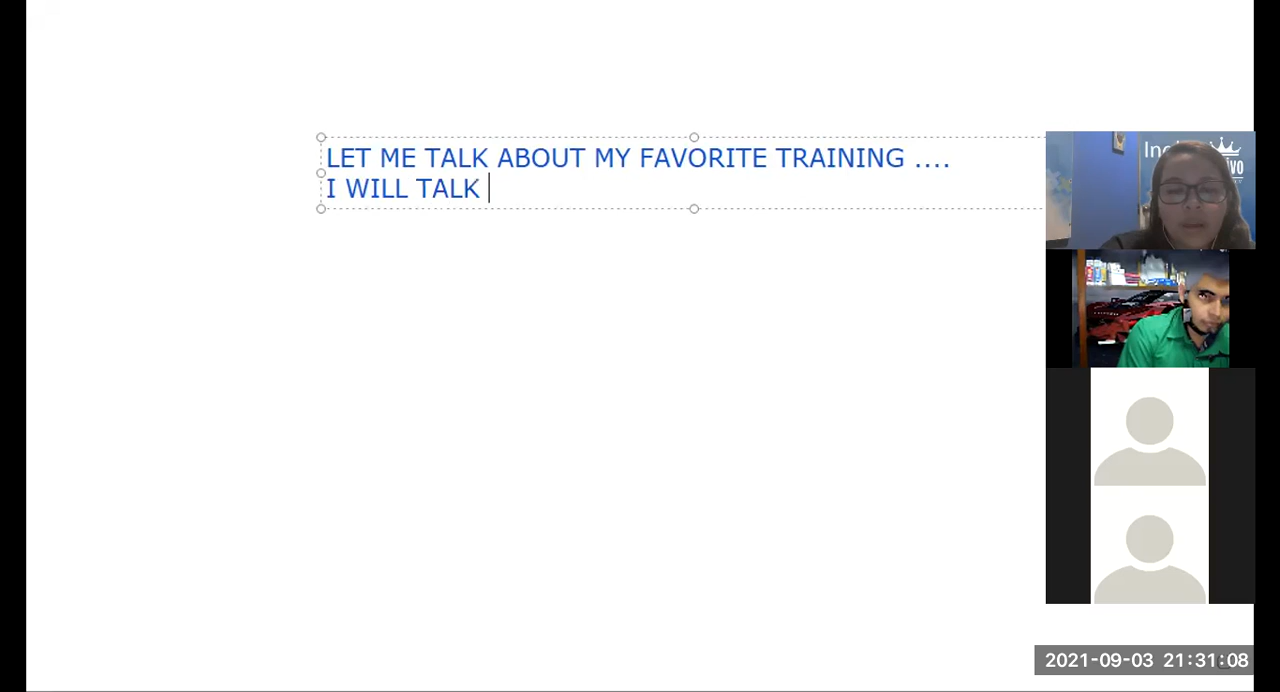 LET ME TALK ABOUT MY FAVORITE TRAINING ....
I WILL TALK
2021-09-03 21:31:08